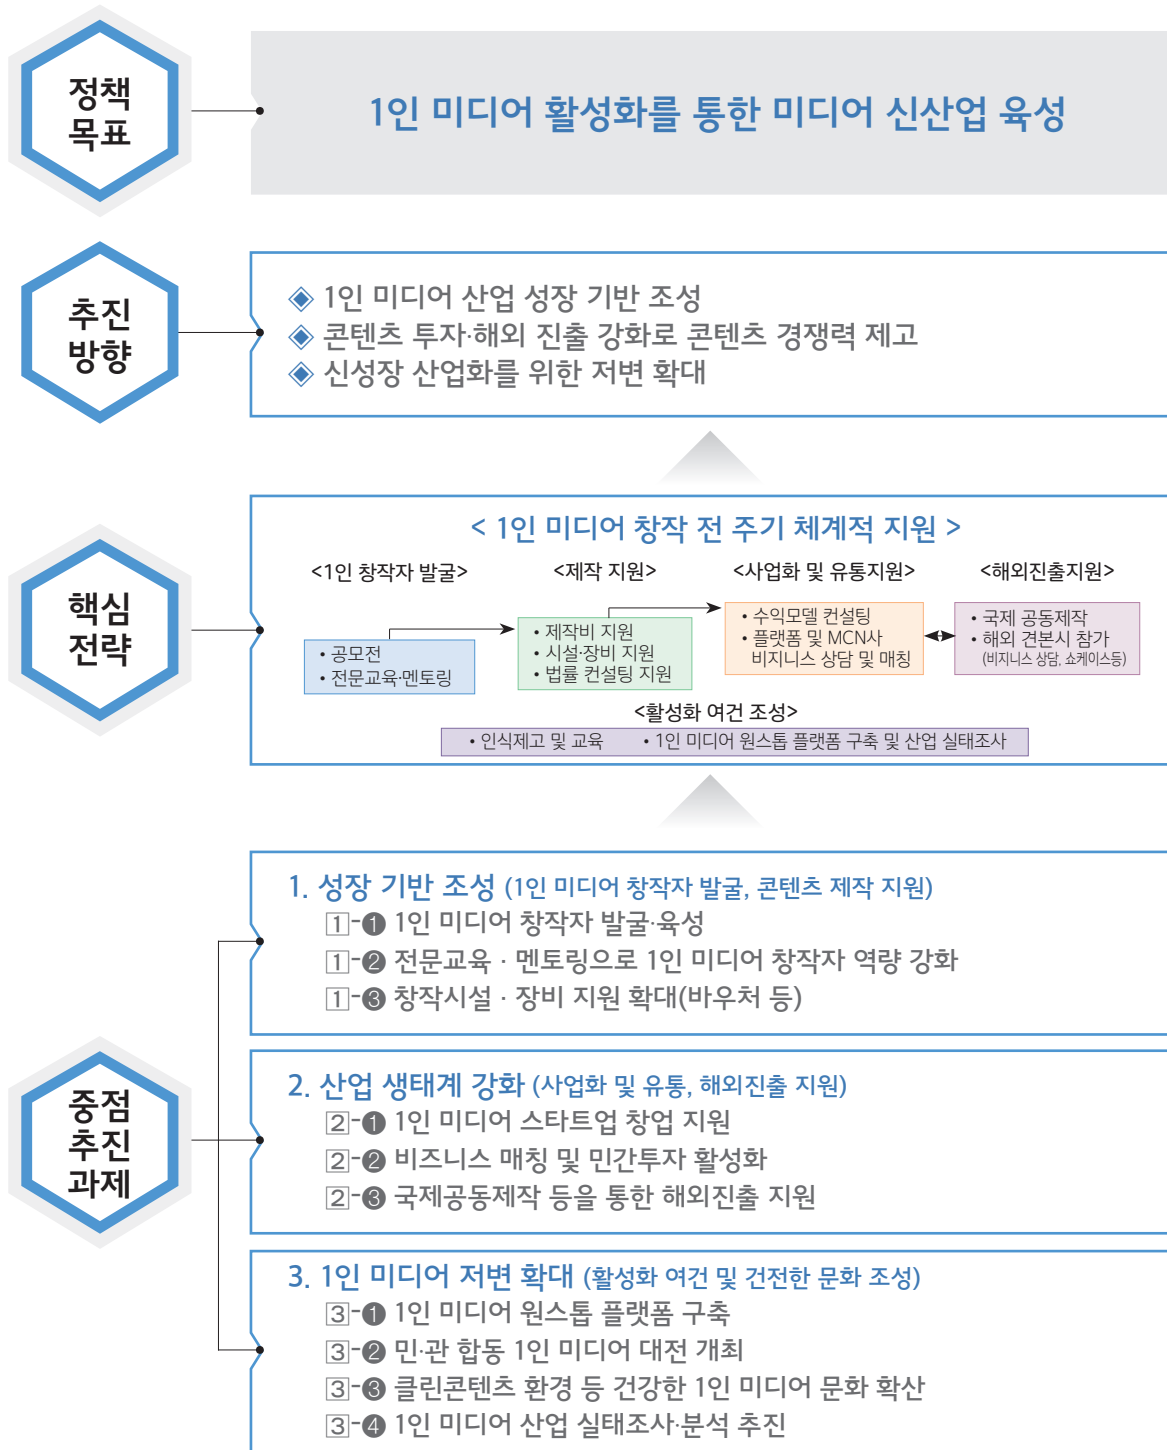 정책
목표
1인 미디어 활성화를 통한 미디어 신산업 육성
추진
방향
◈ 1인 미디어 산업 성장 기반 조성
◈ 콘텐츠 투자·해외 진출 강화로 콘텐츠 경쟁력 제고
◈ 신성장 산업화를 위한 저변 확대
핵심
전략
< 1인 미디어 창작 전 주기 체계적 지원 >
<1인 창작자 발굴>
• 공모전
• 전문교육·멘토링
<제작 지원>
• 제작비 지원
• 시설·장비 지원
• 법률 컨설팅 지원
<사업화 및 유통지원>
• 수익모델 컨설팅
• 플랫폼 및 MCN사
비지니스 상담 및 매칭
<해외진출지원>
• 국제 공동제작
• 해외 견본시 참가
(비지니스 상담, 쇼케이스등)
<활성화 여건 조성>
• 인식제고 및 교육 • 1인 미디어 원스톱 플랫폼 구축 및 산업 실태조사
중점
추진
과제
1. 성장 기반 조성 (1인 미디어 창작자 발굴, 콘텐츠 제작 지원)
1-❶ 1인 미디어 창작자 발굴·육성
1-❷ 전문교육 · 멘토링으로 1인 미디어 창작자 역량 강화
1-❸ 창작시설 · 장비 지원 확대(바우처 등)
2. 산업 생태계 강화 (사업화 및 유통, 해외진출 지원)
2-❶ 1인 미디어 스타트업 창업 지원
2-❷ 비즈니스 매칭 및 민간투자 활성화
2-❸ 국제공동제작 등을 통한 해외진출 지원
3. 1인 미디어 저변 확대 (활성화 여건 및 건전한 문화 조성)
3-❶ 1인 미디어 원스톱 플랫폼 구축
3-❷ 민·관 합동 1인 미디어 대전 개최
3-❸ 클린콘텐츠 환경 등 건강한 1인 미디어 문화 확산
3-❹ 1인 미디어 산업 실태조사·분석 추진